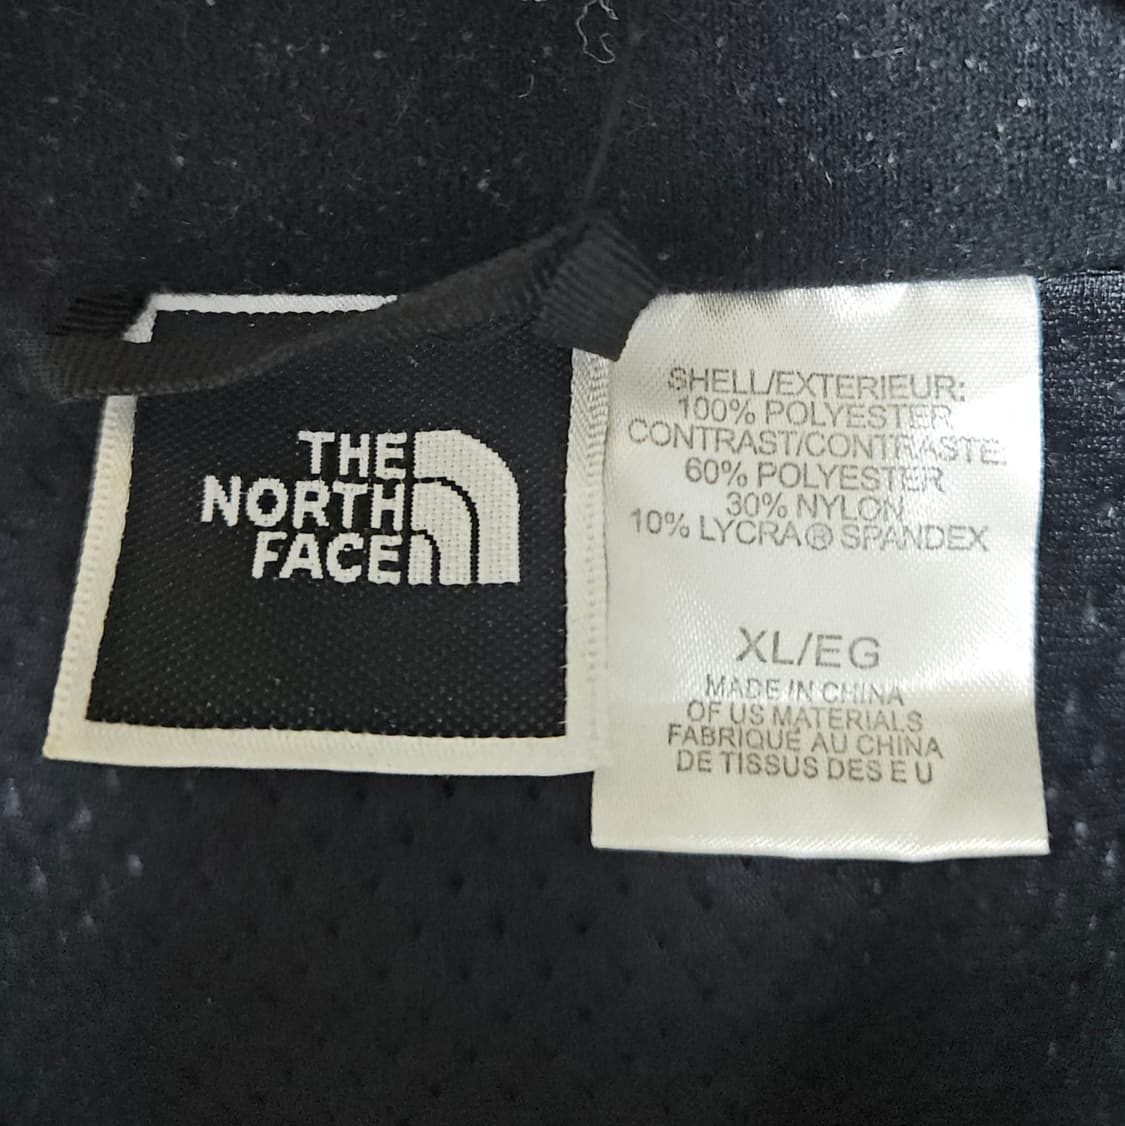 THE
NORTH
FACE
SHELL/EXTERIEUR:
100% POLYESTER
CONTRAST/CONTRASTE:
60% POLYESTER
30% NYLON
10% LYCRA® SPANDEX
XL/EG
MADE IN CHINA
OF US MATERIALS
FABRIQUÉ AU CHINA
DE TISSUS DES E U